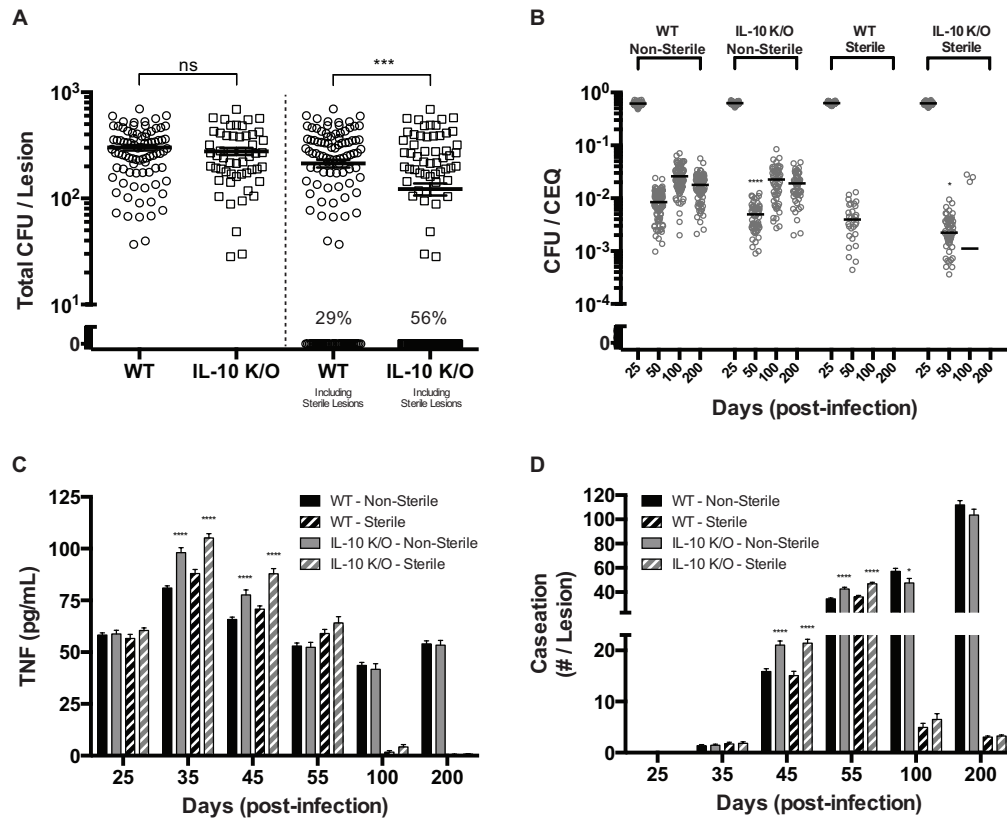 A
ns
***
10³
10²
10¹
0
Total CFU / Lesion
29%
56%
WT
IL-10 K/O
WT
IL-10 K/O
Including
Sterile Lesions
Including
Sterile Lesions
B
WT
Non-Sterile
IL-10 K/O
Non-Sterile
WT
Sterile
IL-10 K/O
Sterile
10⁰
10⁻¹
10⁻²
10⁻³
10⁻⁴
0
CFU / CEQ
****
*
25 50 100 200 25 50 100 200 25 50 100 200 25 50 100 200
Days (post-infection)
C
WT - Non-Sterile
WT - Sterile
IL-10 K/O - Non-Sterile
IL-10 K/O - Sterile
125
100
75
50
25
0
TNF (pg/mL)
**** **** **** ****
25 35 45 55 100 200
Days (post-infection)
D
WT - Non-Sterile
WT - Sterile
IL-10 K/O - Non-Sterile
IL-10 K/O - Sterile
120
100
80
60
40
20
10
0
Caseation
(# / Lesion)
**** **** **** **** *
25 35 45 55 100 200
Days (post-infection)